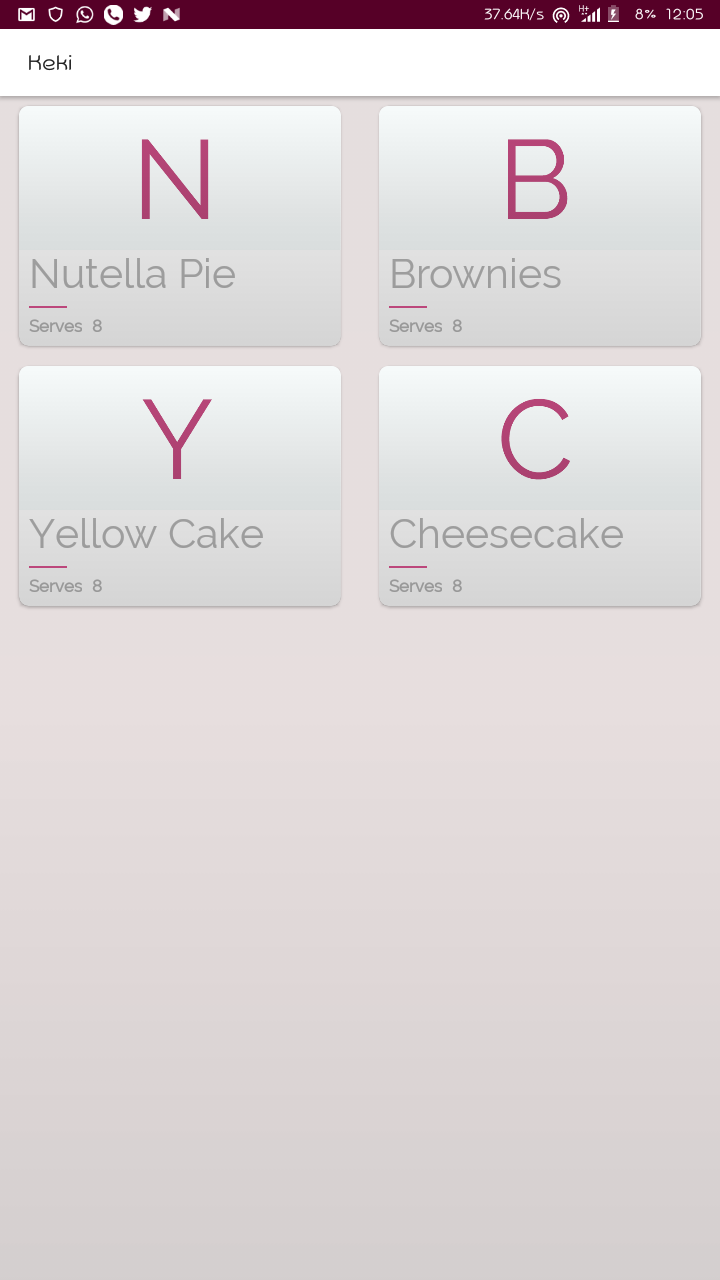 37.64K/s H+ 8% 12:05
Keki
N
Nutella Pie
Serves 8
B
Brownies
Serves 8
Y
Yellow Cake
Serves 8
C
Cheesecake
Serves 8